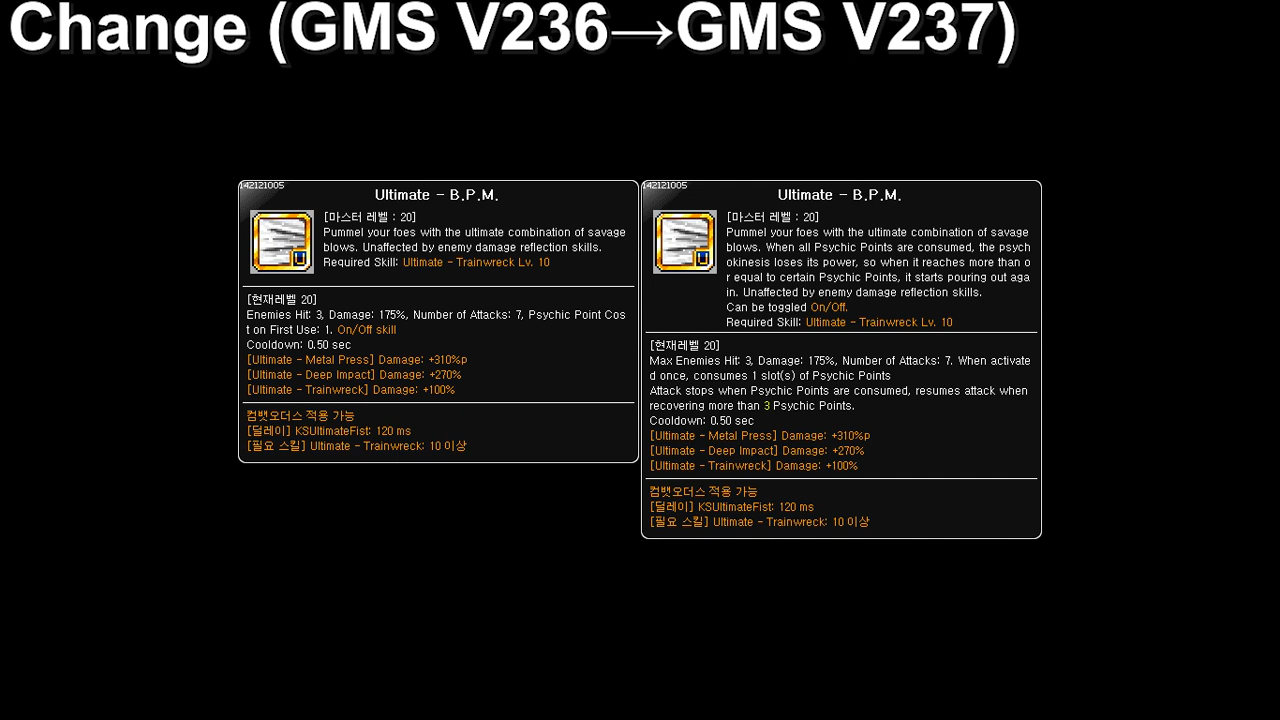 Change (GMS V236→GMS V237)
142121005
Ultimate - B.P.M.
[마스터 레벨 : 20]
Pummel your foes with the ultimate combination of savage
blows. Unaffected by enemy damage reflection skills.
Required Skill: Ultimate - Trainwreck Lv. 10
[현재레벨 20]
Enemies Hit: 3, Damage: 175%, Number of Attacks: 7, Psychic Point Cos
t on First Use: 1. On/Off skill
Cooldown: 0.50 sec
[Ultimate - Metal Press] Damage: +310%p
[Ultimate - Deep Impact] Damage: +270%
[Ultimate - Trainwreck] Damage: +100%
컴뱃오더스 적용 가능
[딜레이] KSUltimateFist: 120 ms
[필요 스킬] Ultimate - Trainwreck: 10 이상
142121005
Ultimate - B.P.M.
[마스터 레벨 : 20]
Pummel your foes with the ultimate combination of savage
blows. When all Psychic Points are consumed, the psych
okinesis loses its power, so when it reaches more than o
r equal to certain Psychic Points, it starts pouring out aga
in. Unaffected by enemy damage reflection skills.
Can be toggled On/Off.
Required Skill: Ultimate - Trainwreck Lv. 10
[현재레벨 20]
Max Enemies Hit: 3, Damage: 175%, Number of Attacks: 7. When activate
d once, consumes 1 slot(s) of Psychic Points
Attack stops when Psychic Points are consumed, resumes attack when
recovering more than 3 Psychic Points.
Cooldown: 0.50 sec
[Ultimate - Metal Press] Damage: +310%p
[Ultimate - Deep Impact] Damage: +270%
[Ultimate - Trainwreck] Damage: +100%
컴뱃오더스 적용 가능
[딜레이] KSUltimateFist: 120 ms
[필요 스킬] Ultimate - Trainwreck: 10 이상